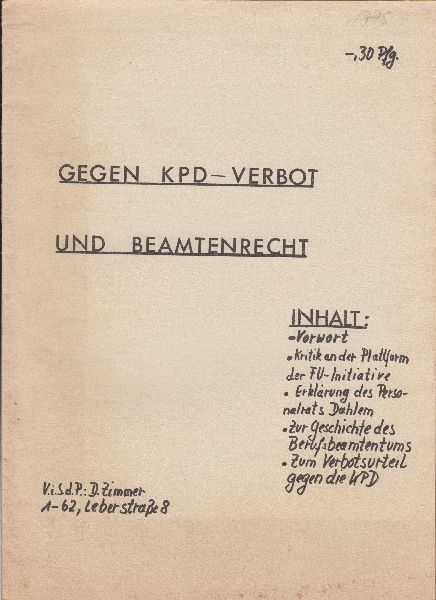 -,30 Pfg.
GEGEN KPD-VERBOT
UND BEAMTENRECHT
INHALT:
-Vorwort
• Kritik an der Plattform
der FU-Initiative
• Erklärung des Perso-
nalrats Dahlem
• Zur Geschichte des
Berufsbeamtentums
• Zum Verbotsurteil
gegen die KPD
V.i.S.d.P.: D. Zimmer
1-62, Leberstraße 8